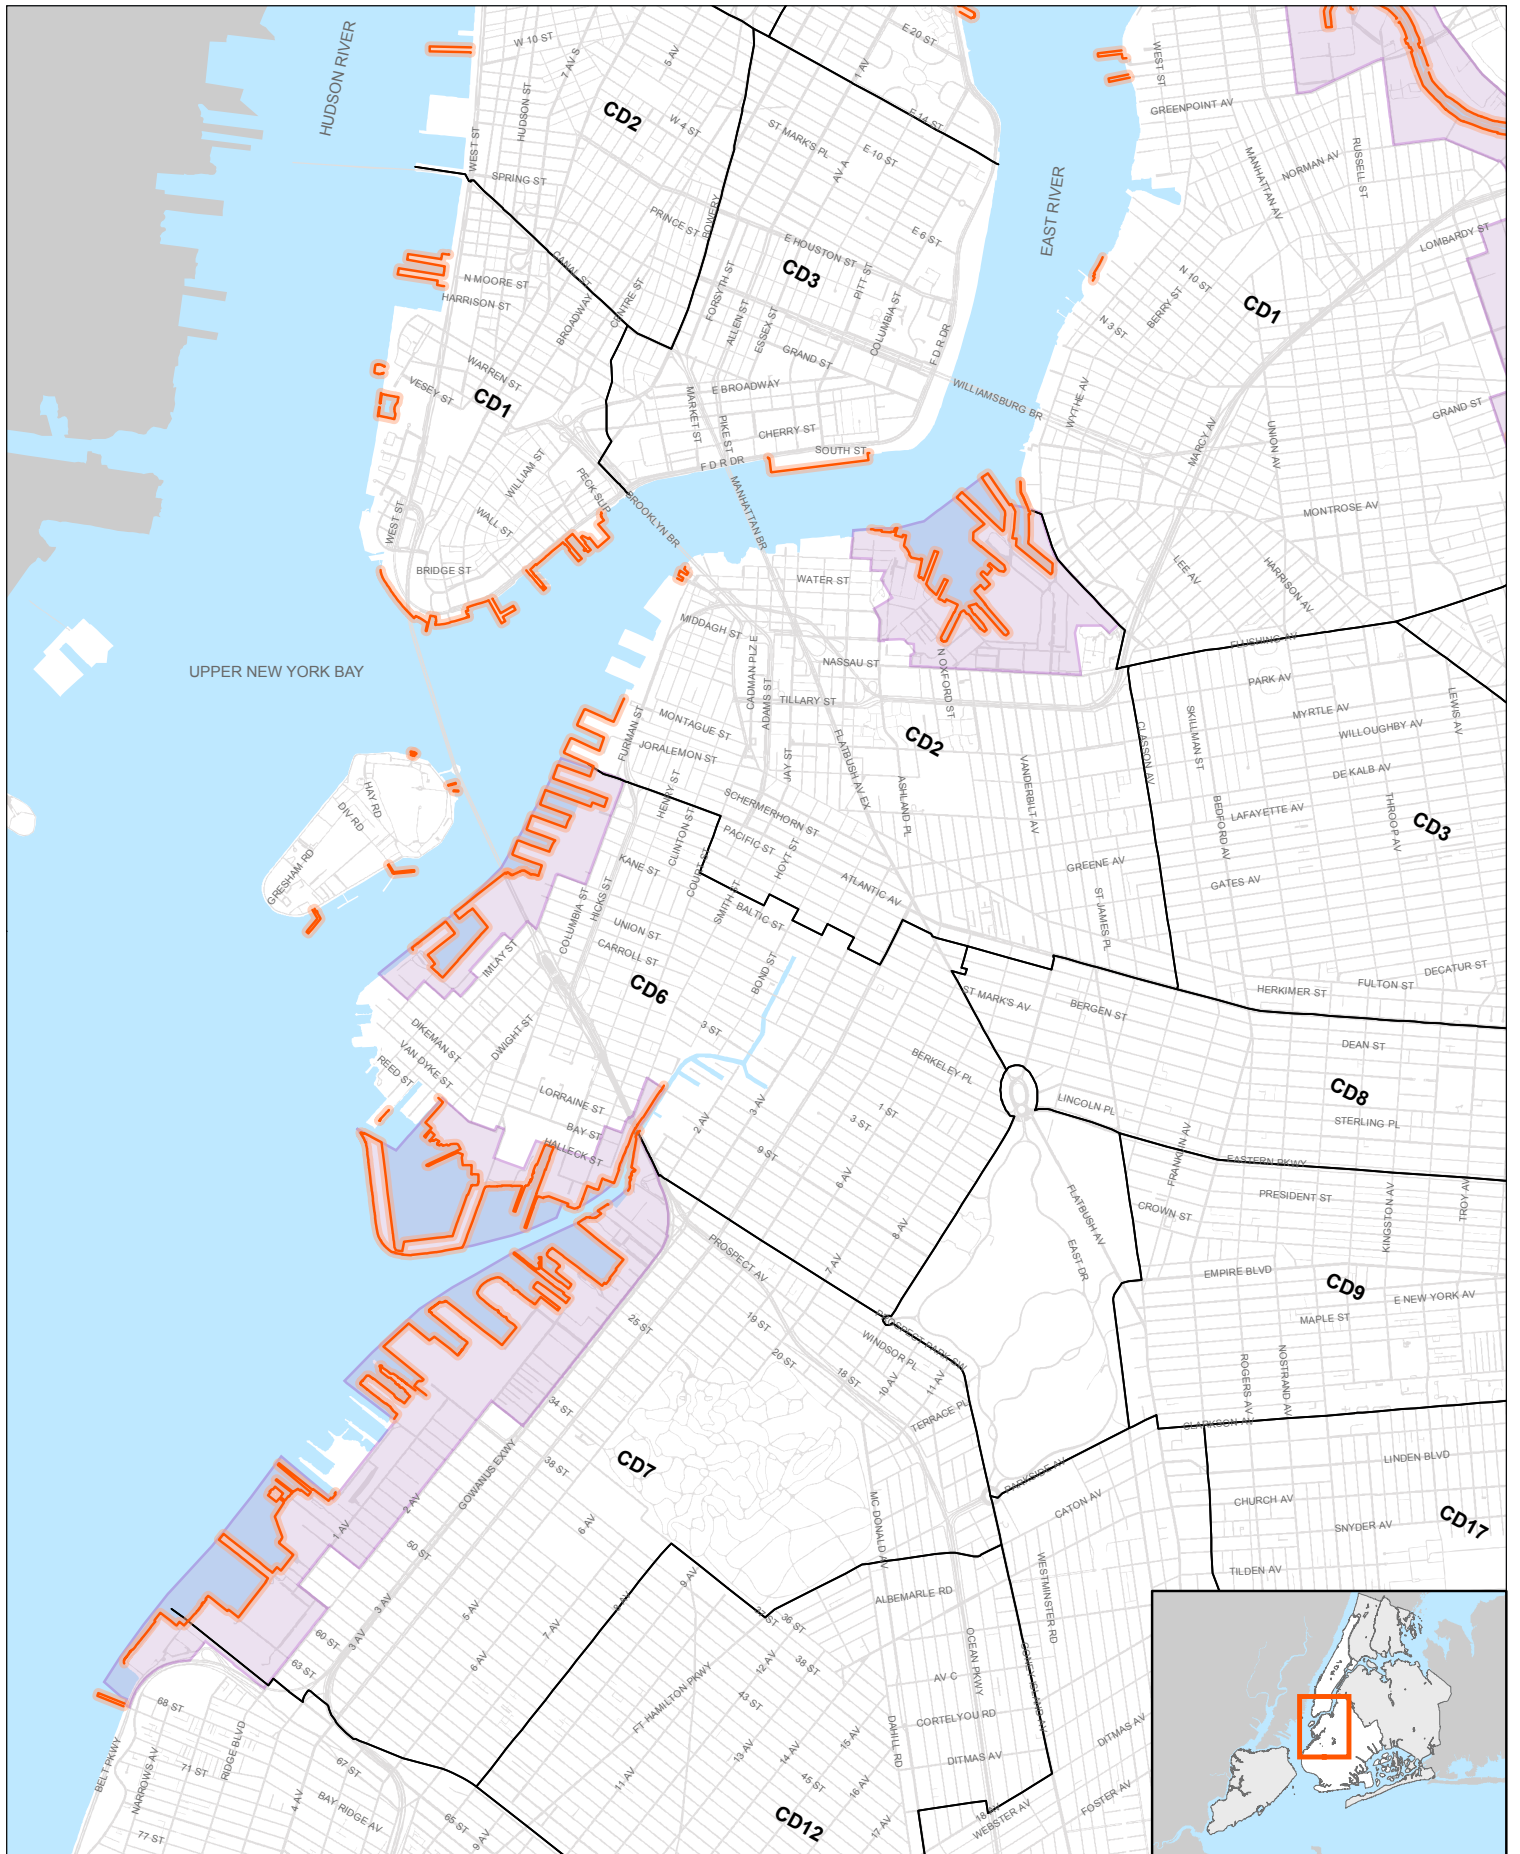 HUDSON RIVER
W 10 ST
7 AV S
5 AV
E 20 ST
1 AV
HUDSON ST
CD2
W 4 ST
E 14 ST
WEST ST
GREENPOINT AV
WEST ST
ST MARK'S PL
E 10 ST
AV A
MANHATTAN AV
NORMAN AV
RUSSELL ST
SPRING ST
EAST RIVER
PRINCE ST
BOWERY
E HOUSTON ST
E 6 ST
LOMBARDY ST
CANAL ST
CD3
N MOORE ST
FORSYTH ST
PITT ST
N 10 ST
HARRISON ST
BROADWAY
CENTRE ST
ALLEN ST
ESSEX ST
COLUMBIA ST
BERRY ST
CD1
N 3 ST
F D R DR
GRAND ST
WARREN ST
VESEY ST
CD1
E BROADWAY
WILLIAMSBURG BR
WYTHE AV
GRAND ST
MARKET ST
PIKE ST
CHERRY ST
SOUTH ST
F D R DR
MARCY AV
UNION AV
WILLIAM ST
PECK SLIP
WALL ST
WEST ST
BROOKLYN BR
MANHATTAN BR
MONTROSE AV
BRIDGE ST
LEE AV
HARRISON AV
WATER ST
MIDDAGH ST
FLUSHING AV
UPPER NEW YORK BAY
CADMAN PLZ E
NASSAU ST
N OXFORD ST
ADAMS ST
TILLARY ST
PARK AV
LEWIS AV
MYRTLE AV
SKILLMAN ST
WILLOUGHBY AV
FURMAN ST
MONTAGUE ST
JORALEMON ST
FLATBUSH AV EX
CD2
CLASSON AV
JAY ST
VANDERBILT AV
DE KALB AV
HAY RD
DIV RD
HENRY ST
SCHERMERHORN ST
ASHLAND PL
BEDFORD AV
LAFAYETTE AV
THROOP AV
CD3
CLINTON ST
PACIFIC ST
HOYT ST
KANE ST
COURT ST
GREENE AV
GATES AV
GRESHAM RD
ATLANTIC AV
HICKS ST
COLUMBIA ST
SMITH ST
BALTIC ST
UNION ST
ST JAMES PL
CARROLL ST
IMLAY ST
BOND ST
DECATUR ST
FULTON ST
HERKIMER ST
CD6
ST MARK'S AV
BERGEN ST
DIKEMAN ST
DWIGHT ST
3 ST
DEAN ST
VAN DYKE ST
REED ST
BERKELEY PL
LORRAINE ST
LINCOLN PL
CD8
2 AV
3 AV
1 ST
3 ST
STERLING PL
BAY ST
HALLECK ST
9 ST
FRANKLIN AV
EASTERN PKWY
6 AV
PRESIDENT ST
FLATBUSH AV
CROWN ST
KINGSTON AV
TROY AV
8 AV
PROSPECT AV
7 AV
EAST DR
EMPIRE BLVD
CD9
E NEW YORK AV
25 ST
19 ST
PROSPECT PARK SW
WINDSOR PL
MAPLE ST
20 ST
18 ST
10 AV
11 AV
ROGERS AV
NOSTRAND AV
34 ST
TERRACE PL
CLARKSON AV
38 ST
CD7
GOWANUS EXWY
LINDEN BLVD
PARKSIDE AV
CATON AV
CHURCH AV
2 AV
MC DONALD AV
CD17
SNYDER AV
1 AV
6 AV
50 ST
WESTMINSTER RD
TILDEN AV
9 AV
ALBEMARLE RD
3 AV
5 AV
8 AV
37 ST
36 ST
7 AV
60 ST
3 AV
6 AV
63 ST
12 AV
38 ST
OCEAN PKWY
CONEY ISLAND AV
AV C
FT HAMILTON PKWY
43 ST
68 ST
CORTELYOU RD
DITMAS AV
RIDGE BLVD
15 AV
DAHILL RD
BELT PKWY
NARROWS AV
71 ST
67 ST
13 AV
14 AV
DITMAS AV
45 ST
16 AV
11 AV
4 AV
BAY RIDGE AV
FOSTER AV
18 AV
WEBSTER AV
65 ST
9 AV
CD12
17 AV
77 ST